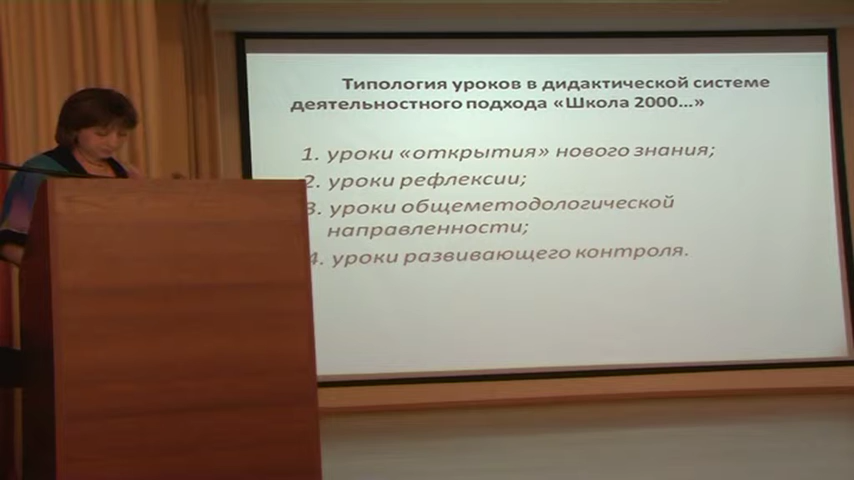 Типология уроков в дидактической системе
деятельностного подхода «Школа 2000...»
1. уроки «открытия» нового знания;
2. уроки рефлексии;
3. уроки общеметодологической
направленности;
4. уроки развивающего контроля.